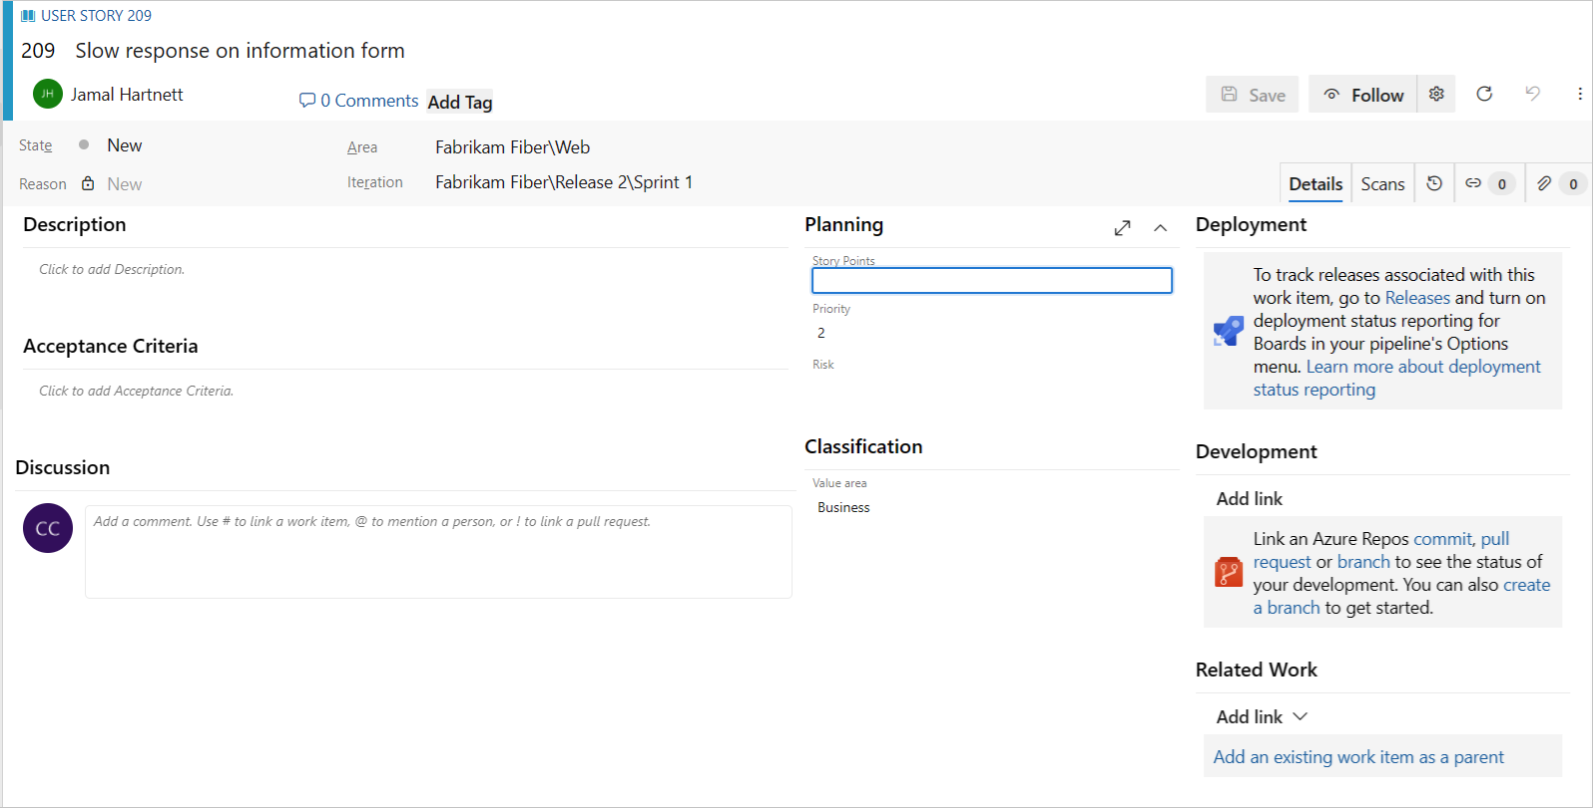 USER STORY 209
209 Slow response on information form
JH Jamal Hartnett
0 Comments Add Tag
Save Follow
State New
Area Fabrikam Fiber\Web
Reason New
Iteration Fabrikam Fiber\Release 2\Sprint 1
Details Scans 0 0
Description
Click to add Description.
Acceptance Criteria
Click to add Acceptance Criteria.
Discussion
CC
Add a comment. Use # to link a work item, @ to mention a person, or ! to link a pull request.
Planning
Story Points
Priority
2
Risk
Classification
Value area
Business
Deployment
To track releases associated with this
work item, go to Releases and turn on
deployment status reporting for
Boards in your pipeline's Options
menu. Learn more about deployment
status reporting
Development
Add link
Link an Azure Repos commit, pull
request or branch to see the status of
your development. You can also create
a branch to get started.
Related Work
Add link
Add an existing work item as a parent